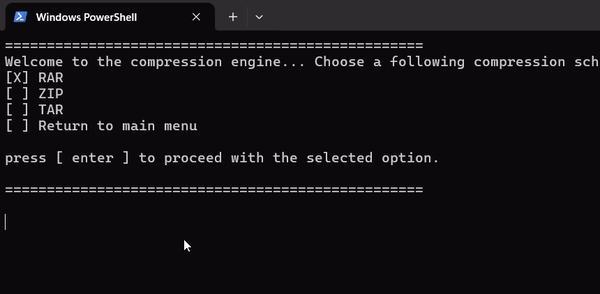 Windows PowerShell
==================================================
Welcome to the compression engine... Choose a following compression sch
[X] RAR
[ ] ZIP
[ ] TAR
[ ] Return to main menu
press [ enter ] to proceed with the selected option.
==================================================